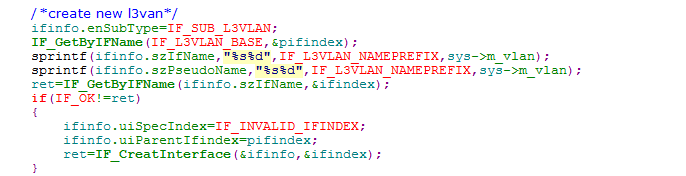 /*create new l3van*/
ifinfo.enSubType=IF_SUB_L3VLAN;
IF_GetByIFName(IF_L3VLAN_BASE,&pifindex);
sprintf(ifinfo.szIfName,"%s%d",IF_L3VLAN_NAMEPREFIX,sys->m_vlan);
sprintf(ifinfo.szPseudoName,"%s%d",IF_L3VLAN_NAMEPREFIX,sys->m_vlan);
ret=IF_GetByIFName(ifinfo.szIfName,&ifindex);
if(IF_OK!=ret)
{
ifinfo.uiSpecIndex=IF_INVALID_IFINDEX;
ifinfo.uiParentIfindex=pifindex;
ret=IF_CreatInterface(&ifinfo,&ifindex);
}